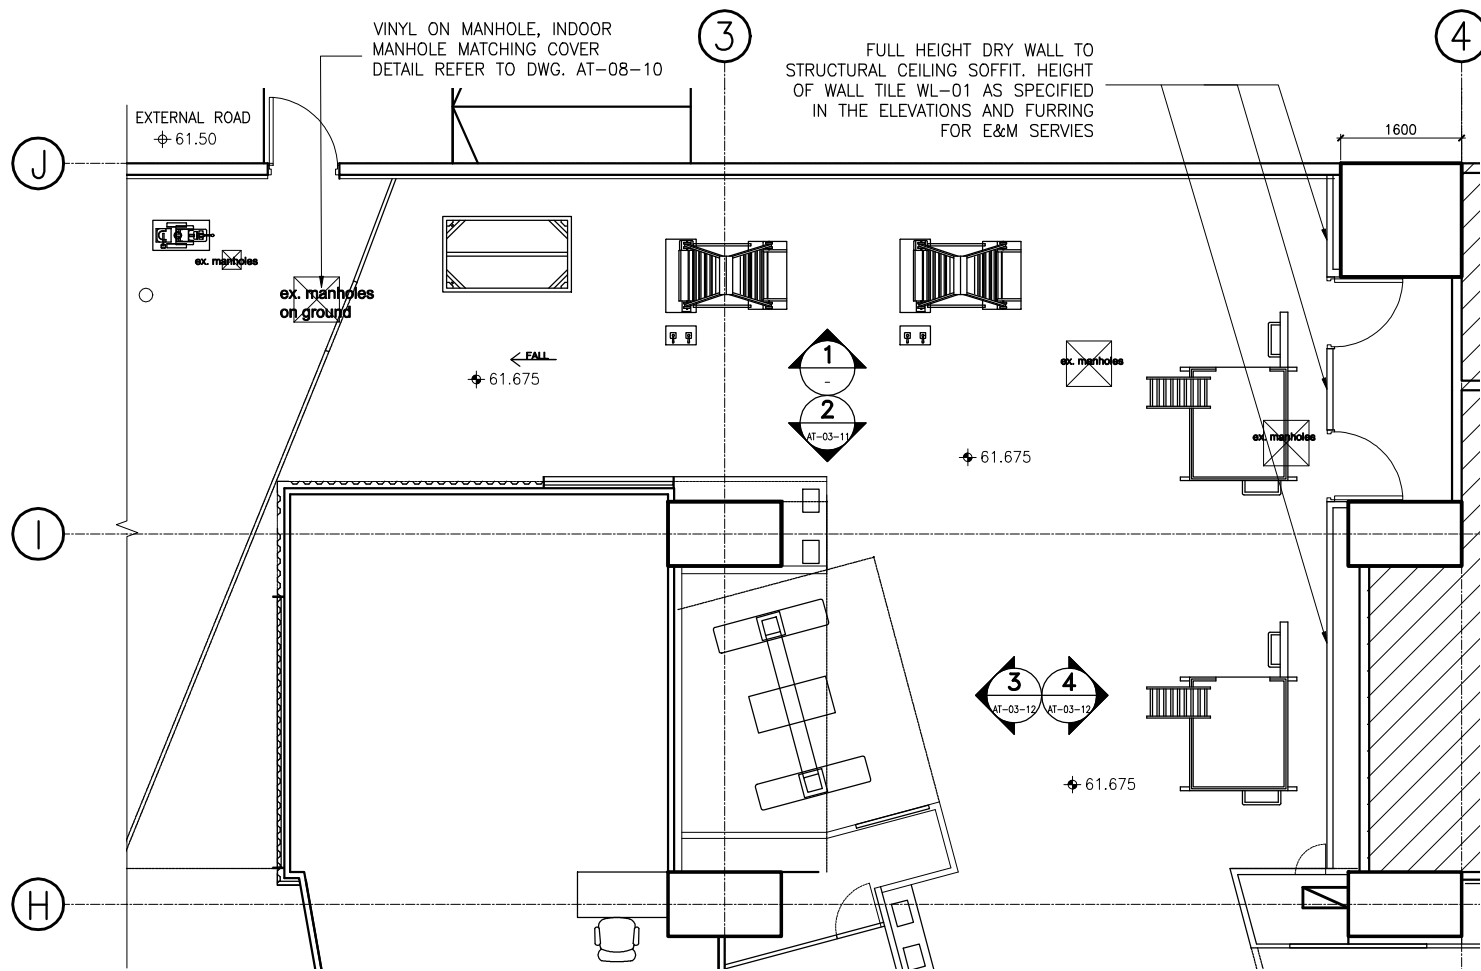 VINYL ON MANHOLE, INDOOR
MANHOLE MATCHING COVER
DETAIL REFER TO DWG. AT-08-10
3
4
FULL HEIGHT DRY WALL TO
STRUCTURAL CEILING SOFFIT. HEIGHT
OF WALL TILE WL-01 AS SPECIFIED
IN THE ELEVATIONS AND FURRING
FOR E&M SERVIES
EXTERNAL ROAD
61.50
1600
J
ex. manholes
ex. manholes
on ground
FALL
61.675
1
-
2
AT-03-11
ex. manholes
ex. manholes
61.675
I
3
AT-03-12
4
AT-03-12
61.675
H